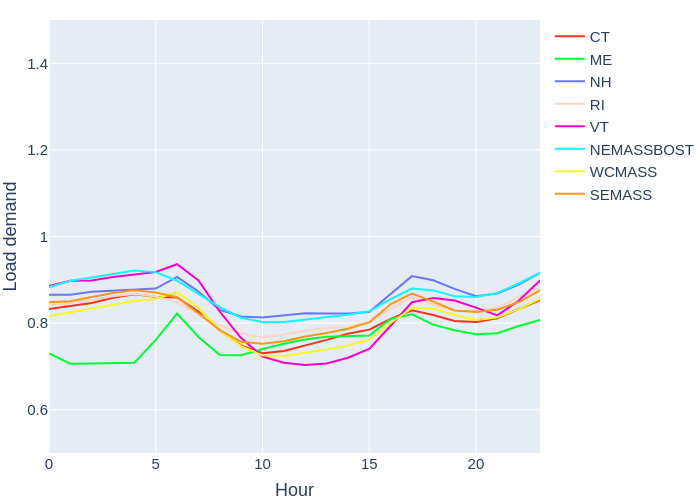 1.4
1.2
1
0.8
0.6
Load demand
0
5
10
15
20
Hour
CT
ME
NH
RI
VT
NEMASSBOST
WCMASS
SEMASS